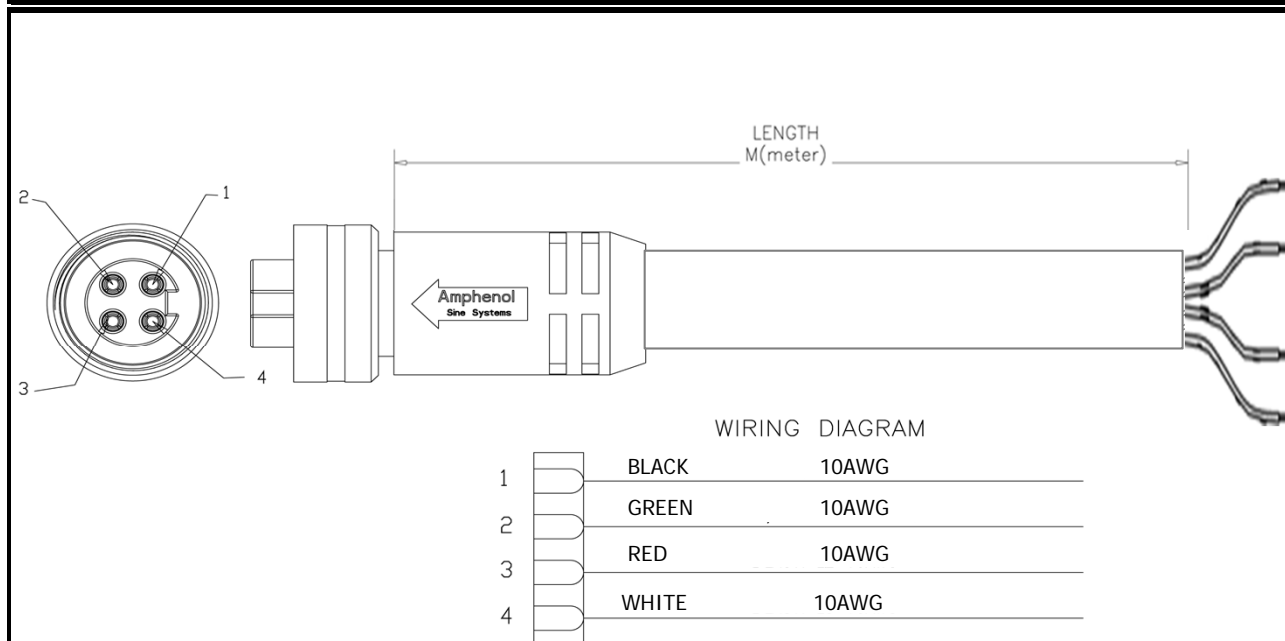 LENGTH
M(meter)
2
1
3
4
Amphenol
Sine Systems
WIRING DIAGRAM
1 BLACK 10AWG
2 GREEN 10AWG
3 RED 10AWG
4 WHITE 10AWG